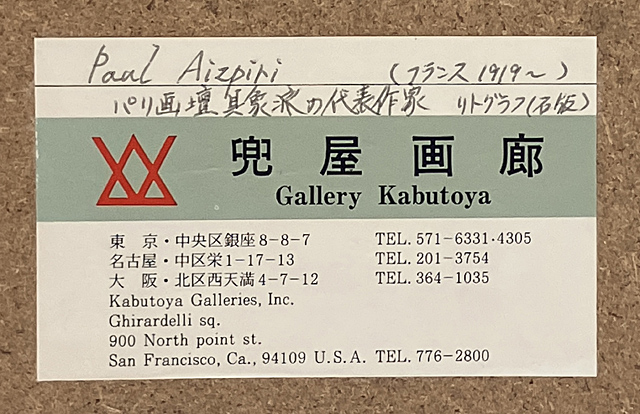 Paul Aizpiri （フランス 1919～）
パリ画壇具象派の代表作家 リトグラフ(石版)
兜屋画廊
Gallery Kabutoya
東 京・中央区銀座8-8-7 TEL. 571-6331・4305
名古屋・中区栄1-17-13 TEL. 201-3754
大 阪・北区西天満4-7-12 TEL. 364-1035
Kabutoya Galleries, Inc.
Ghirardelli sq.
900 North point st.
San Francisco, Ca., 94109 U.S.A. TEL. 776-2800